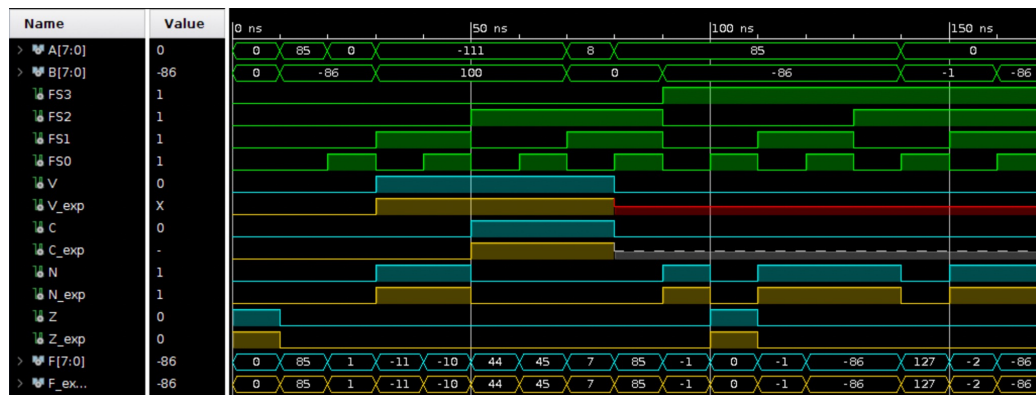 Name Value 0 ns 50 ns 100 ns 150 ns
A[7:0] 0 0 85 0 -111 8 85 0
B[7:0] -86 0 -86 100 0 -86 -1 -86
FS3 1
FS2 1
FS1 1
FS0 1
V 0
V_exp X
C 0
C_exp -
N 1
N_exp 1
Z 0
Z_exp 0
F[7:0] -86 0 85 1 -11 -10 44 45 7 85 -1 0 -1 -86 127 -2 -86
F_ex... -86 0 85 1 -11 -10 44 45 7 85 -1 0 -1 -86 127 -2 -86